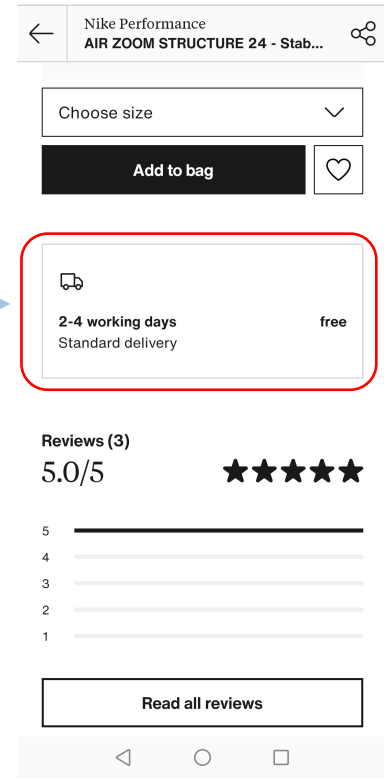 Nike Performance
AIR ZOOM STRUCTURE 24 - Stab...
Choose size
Add to bag
2-4 working days free
Standard delivery
Reviews (3)
5.0/5
5
4
3
2
1
Read all reviews